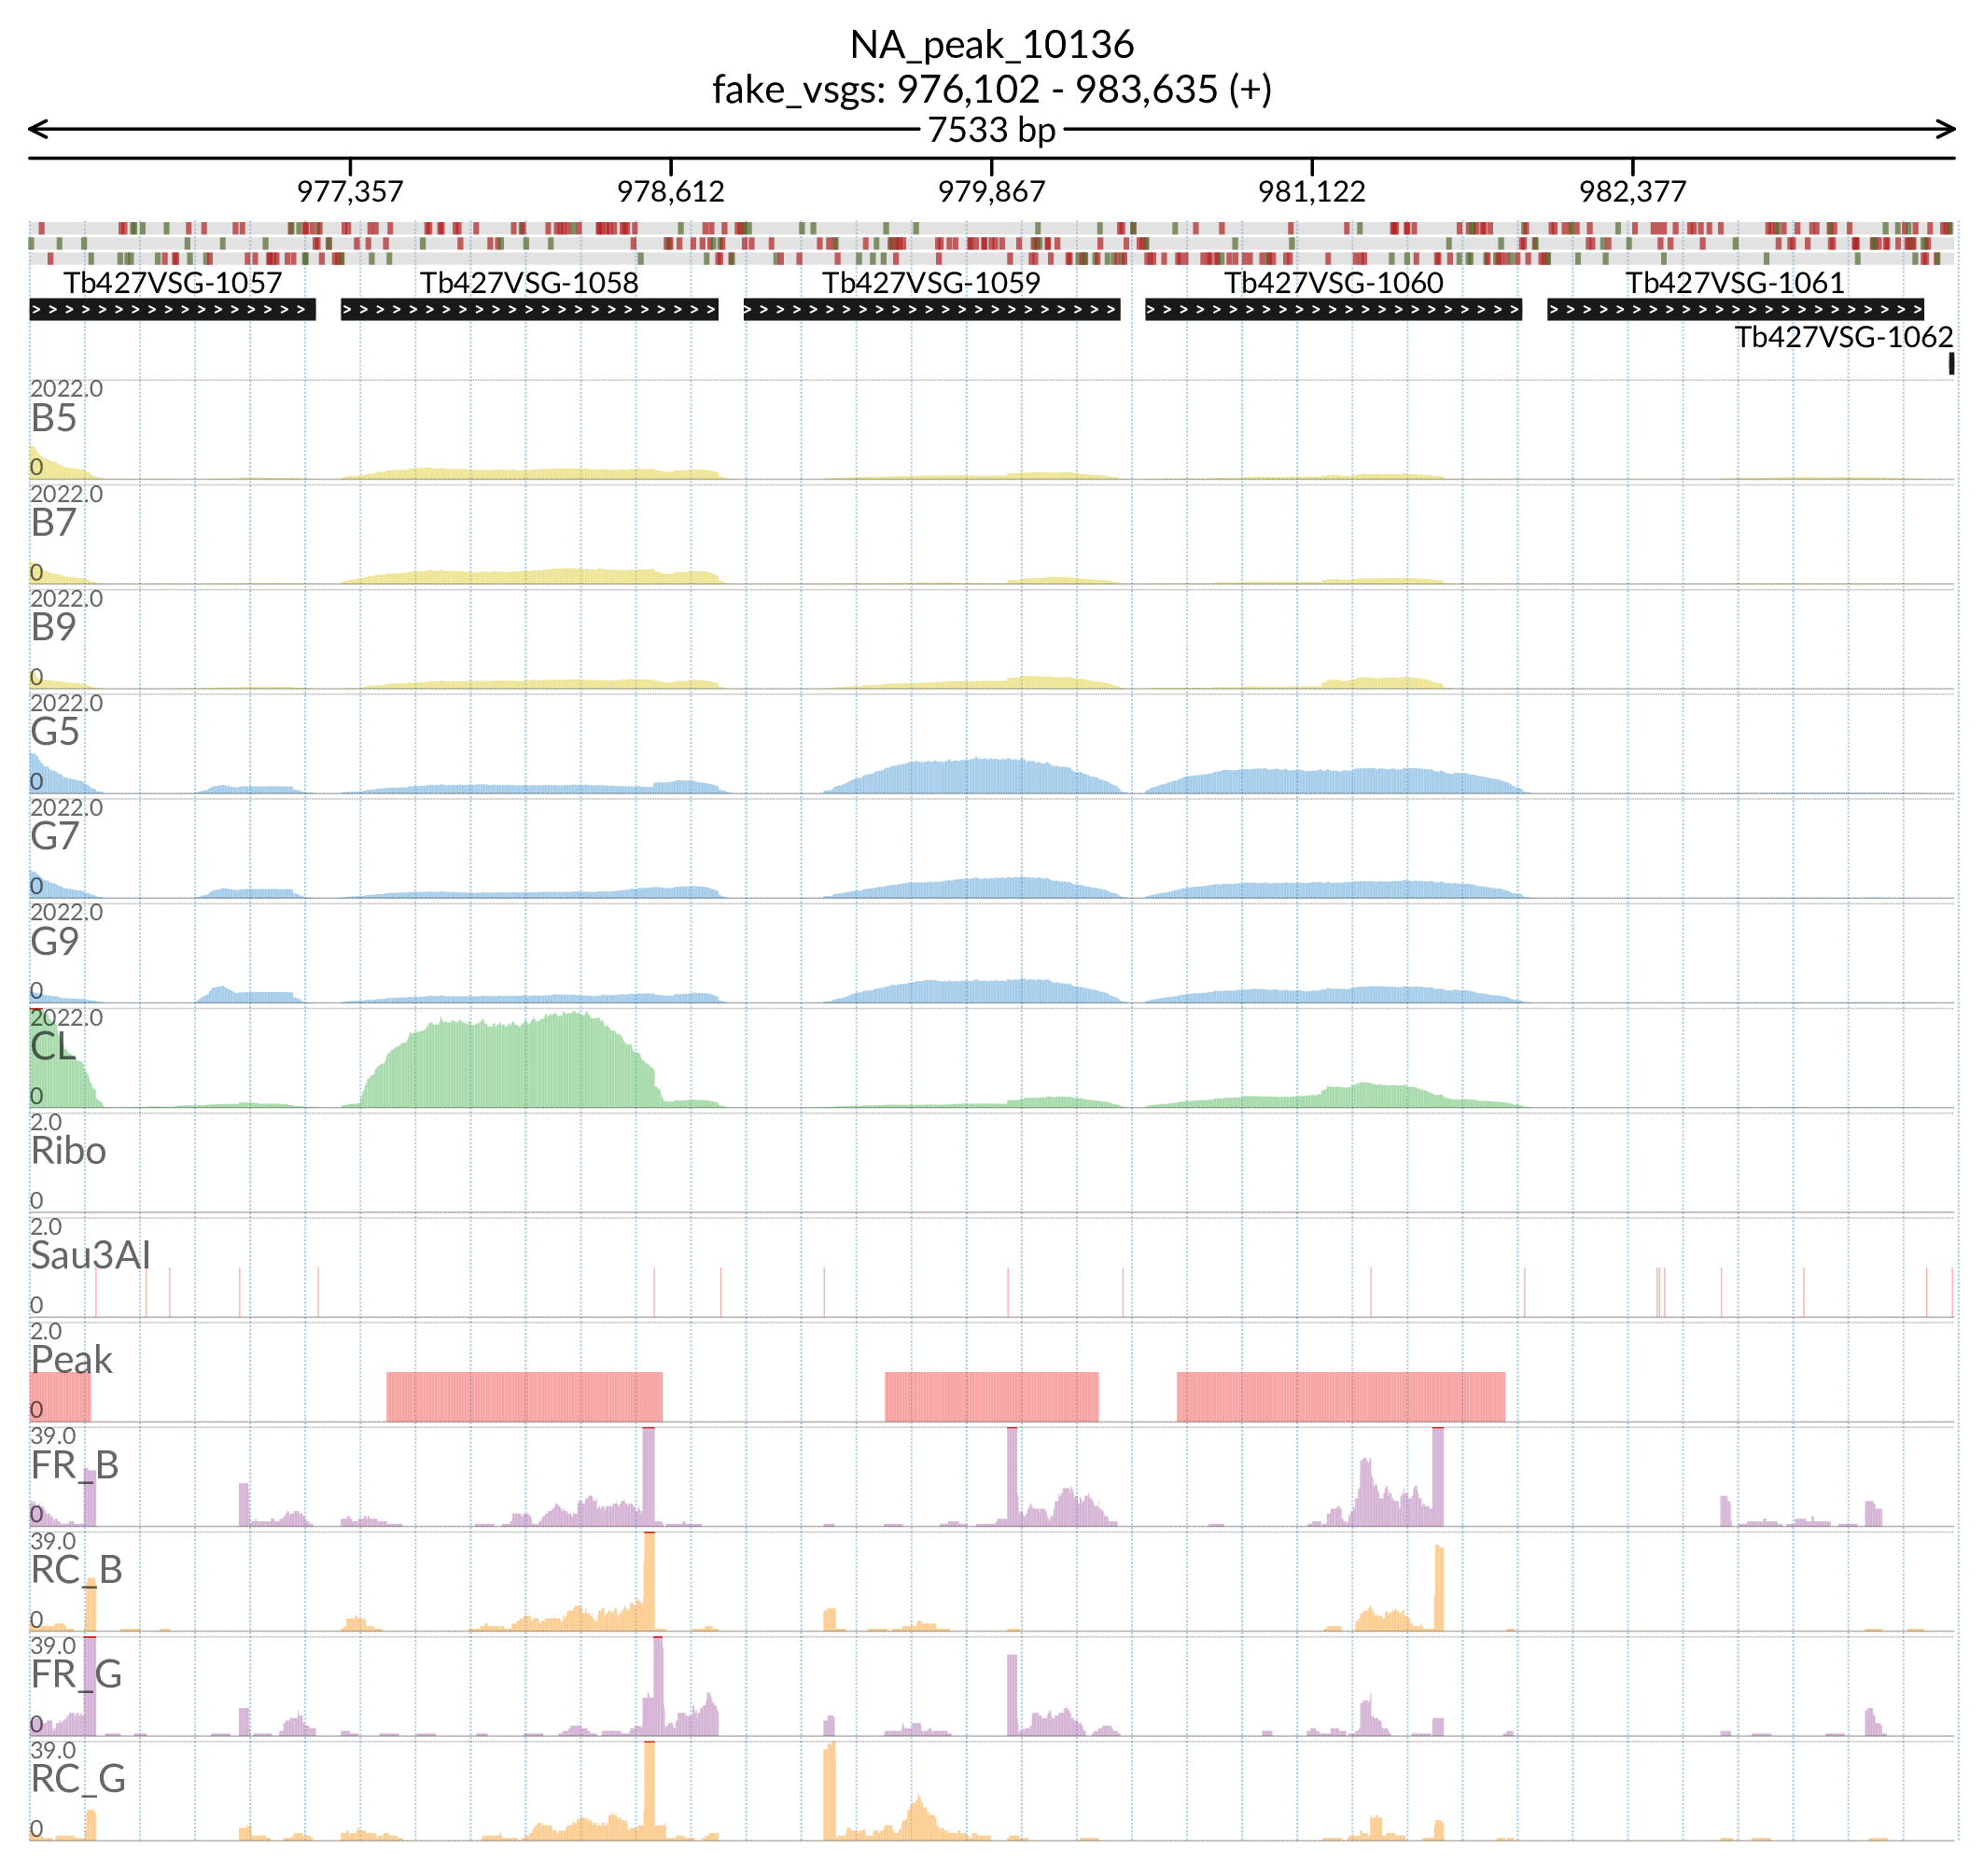 NA_peak_10136
fake_vsgs: 976,102 - 983,635 (+)
7533 bp
977,357 978,612 979,867 981,122 982,377
Tb427VSG-1057 Tb427VSG-1058 Tb427VSG-1059 Tb427VSG-1060 Tb427VSG-1061
Tb427VSG-1062
2022.0
B5
0
2022.0
B7
0
2022.0
B9
0
2022.0
G5
0
2022.0
G7
0
2022.0
G9
0
2022.0
CL
0
2.0
Ribo
0
2.0
Sau3AI
0
2.0
Peak
0
39.0
FR_B
0
39.0
RC_B
0
39.0
FR_G
0
39.0
RC_G
0